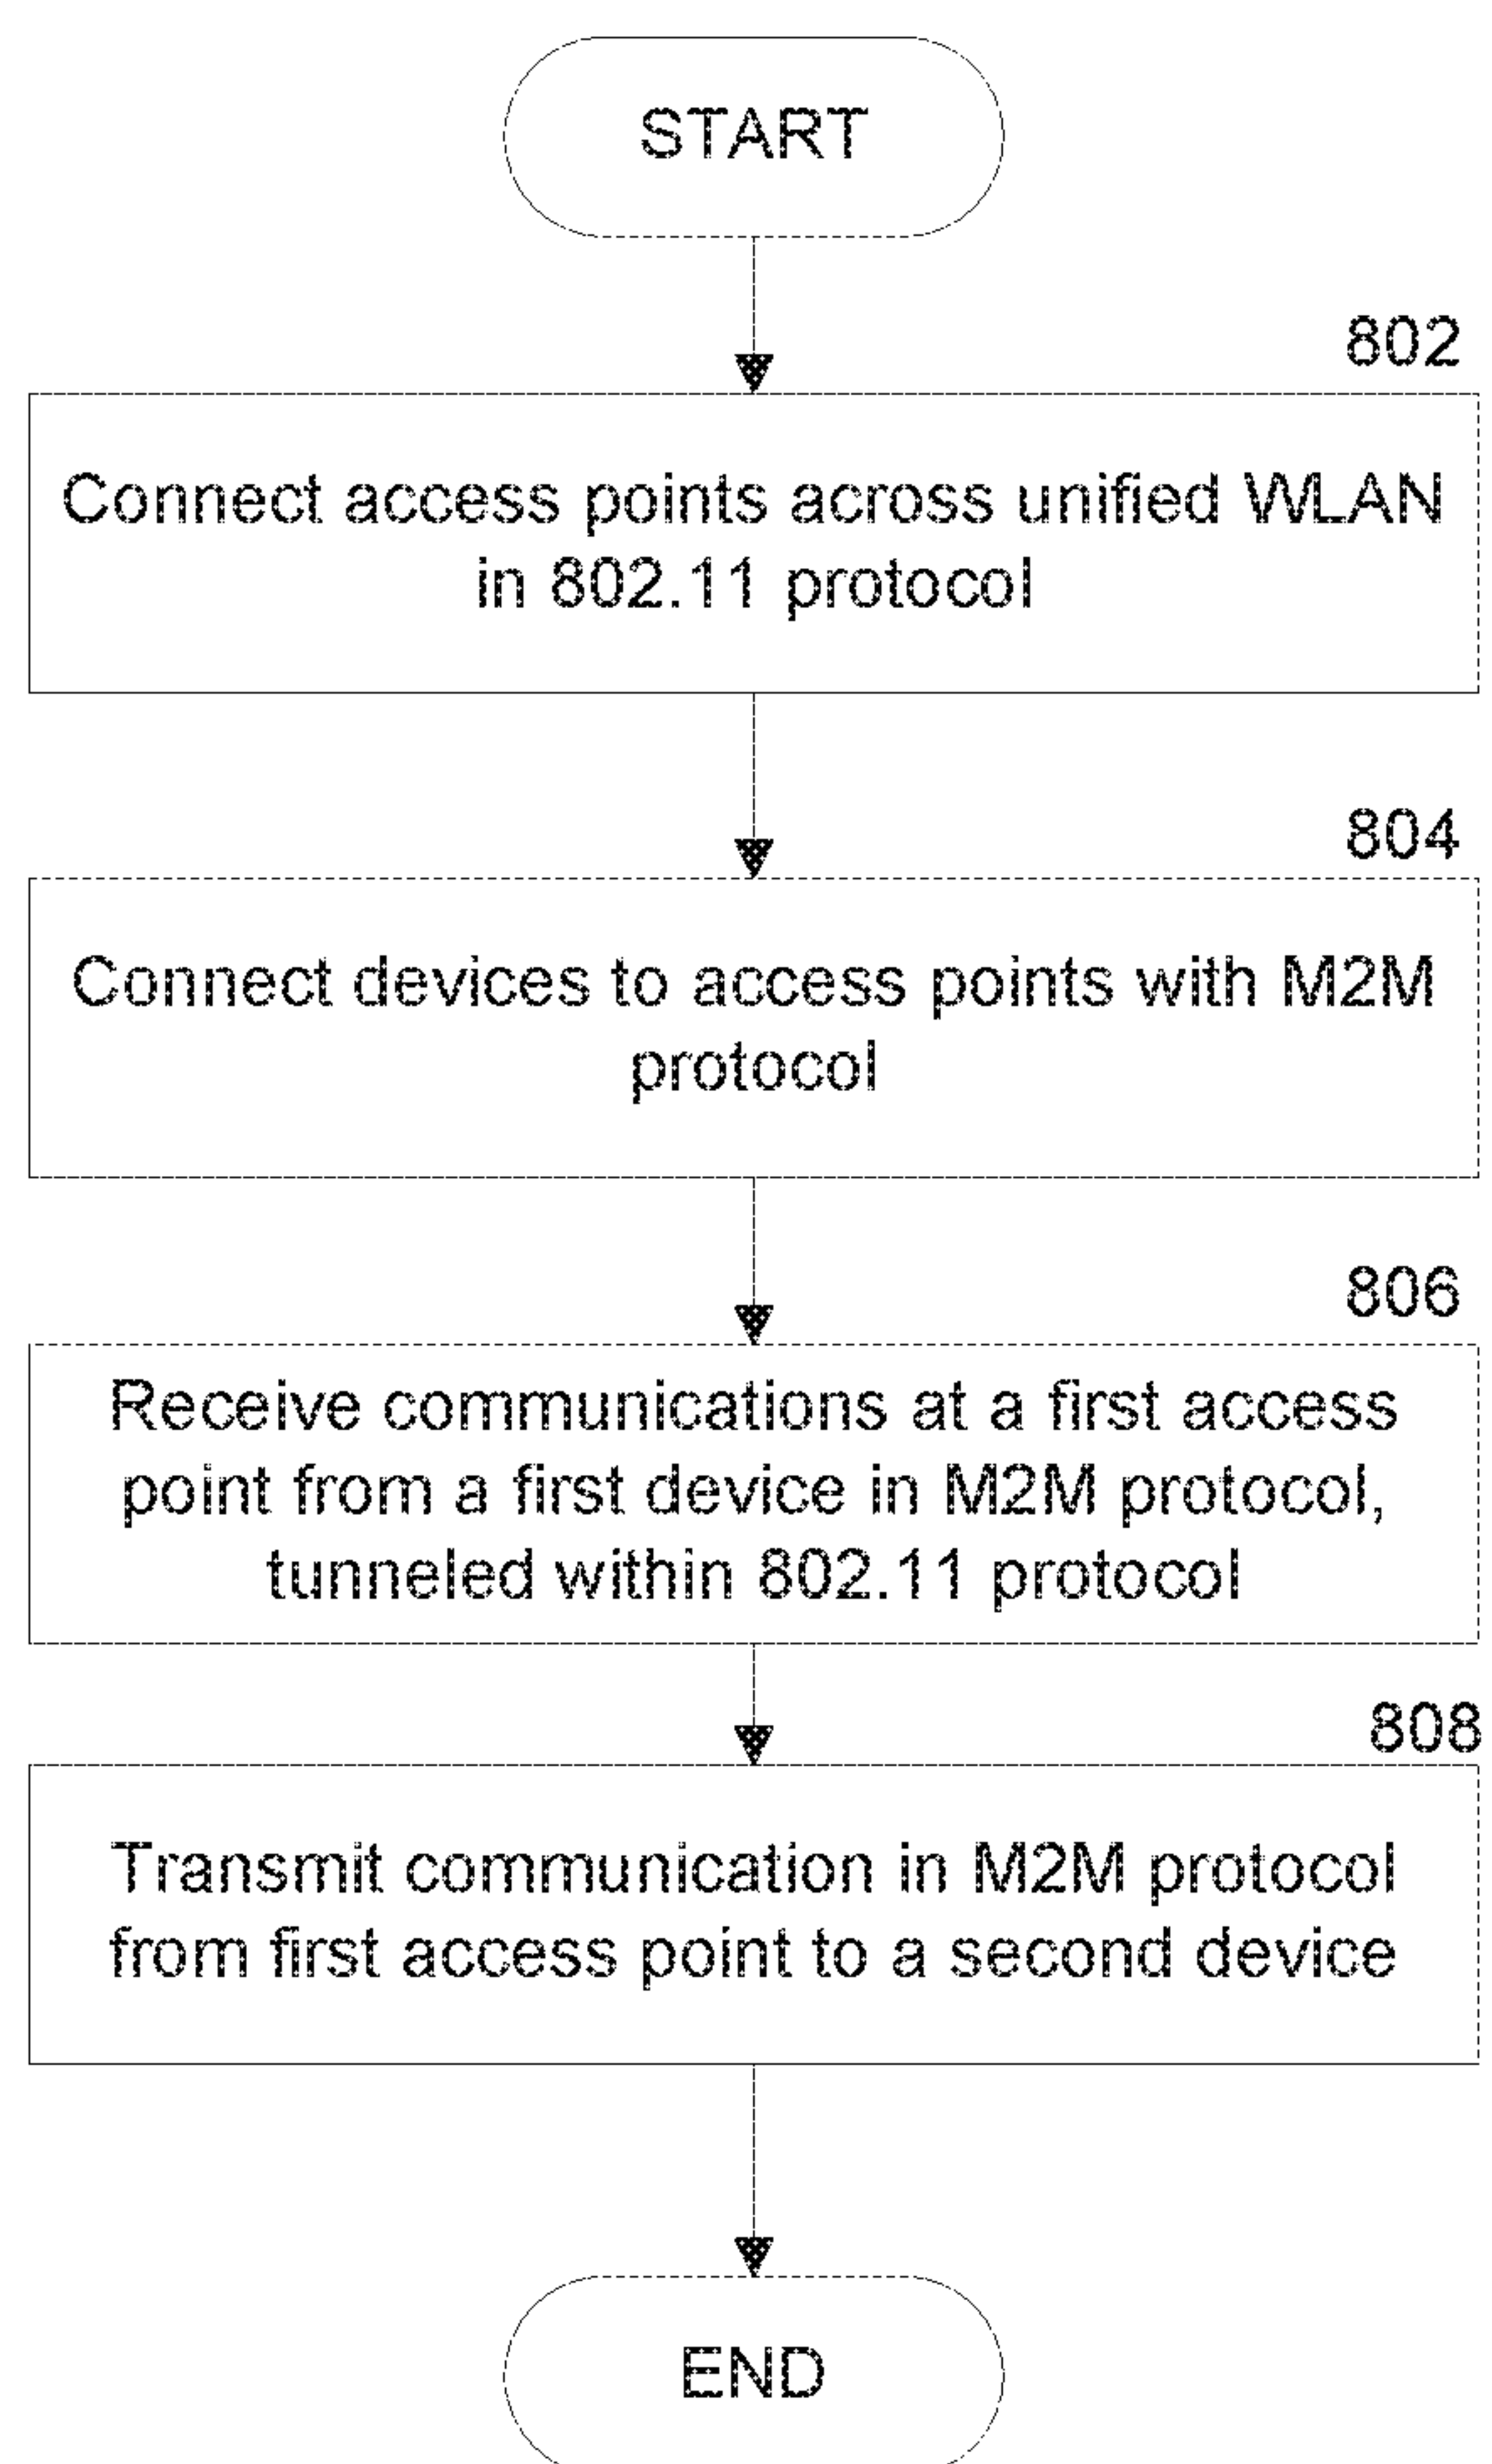 START
802
Connect access points across unified WLAN
in 802.11 protocol
804
Connect devices to access points with M2M
protocol
806
Receive communications at a first access
point from a first device in M2M protocol,
tunneled within 802.11 protocol
808
Transmit communication in M2M protocol
from first access point to a second device
END